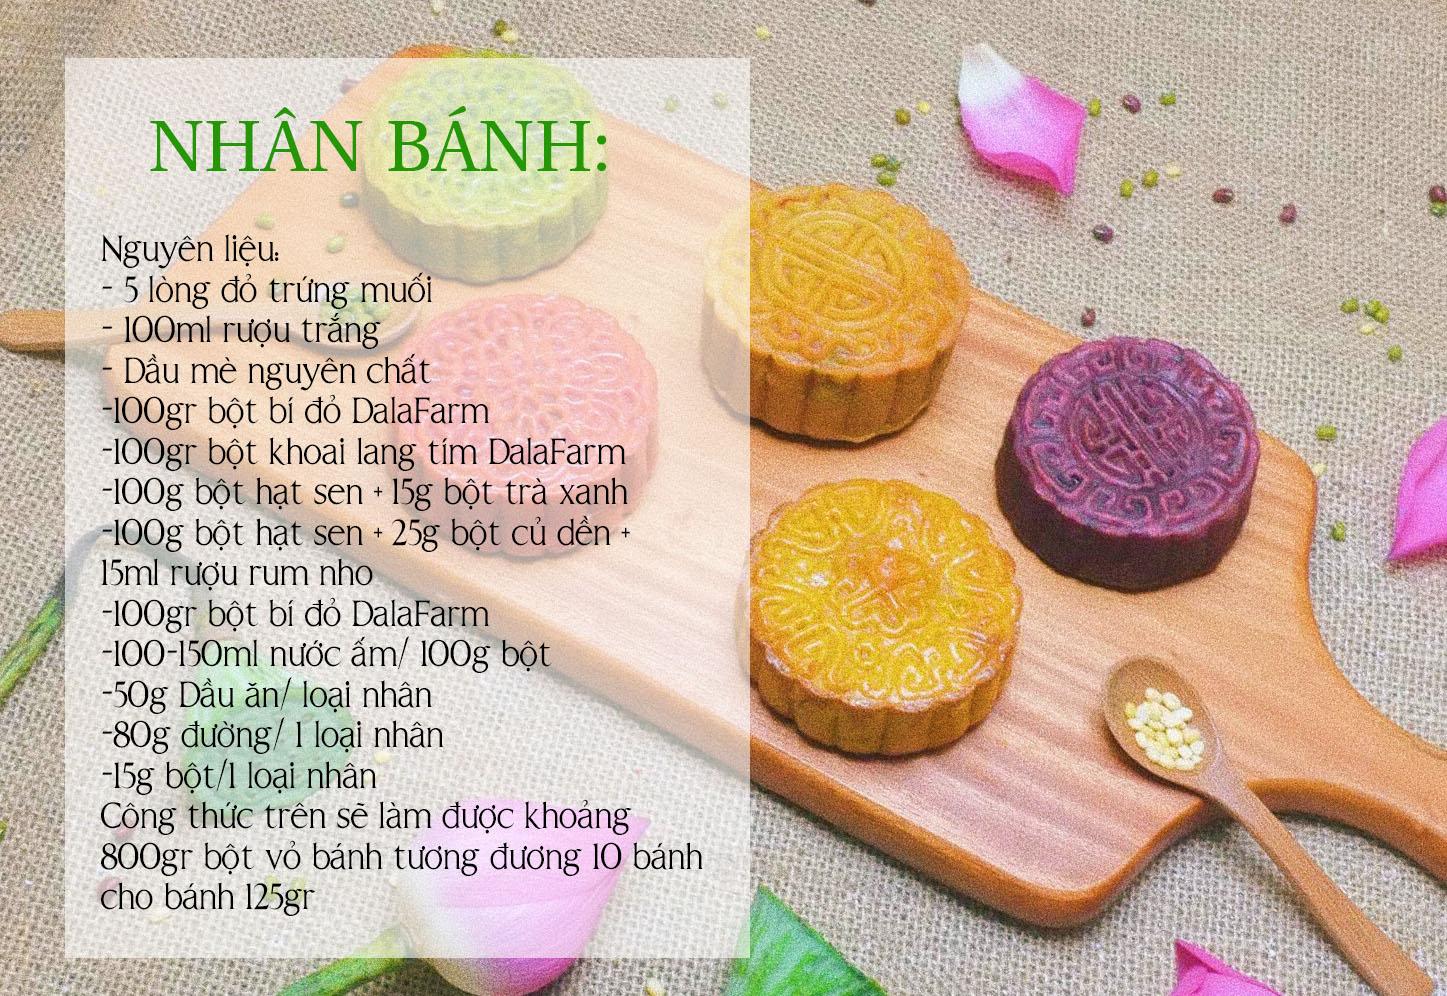 NHÂN BÁNH:
Nguyên liệu:
- 5 lòng đỏ trứng muối
- 100ml rượu trắng
- Dầu mè nguyên chất
-100gr bột bí đỏ DalaFarm
-100gr bột khoai lang tím DalaFarm
-100g bột hạt sen + 15g bột trà xanh
-100g bột hạt sen + 25g bột củ dền +
15ml rượu rum nho
-100gr bột bí đỏ DalaFarm
-100-150ml nước ấm/ 100g bột
-50g Dầu ăn/ loại nhân
-80g đường/ 1 loại nhân
-15g bột/1 loại nhân
Công thức trên sẽ làm được khoảng
800gr bột vỏ bánh tương đương 10 bánh
cho bánh 125gr